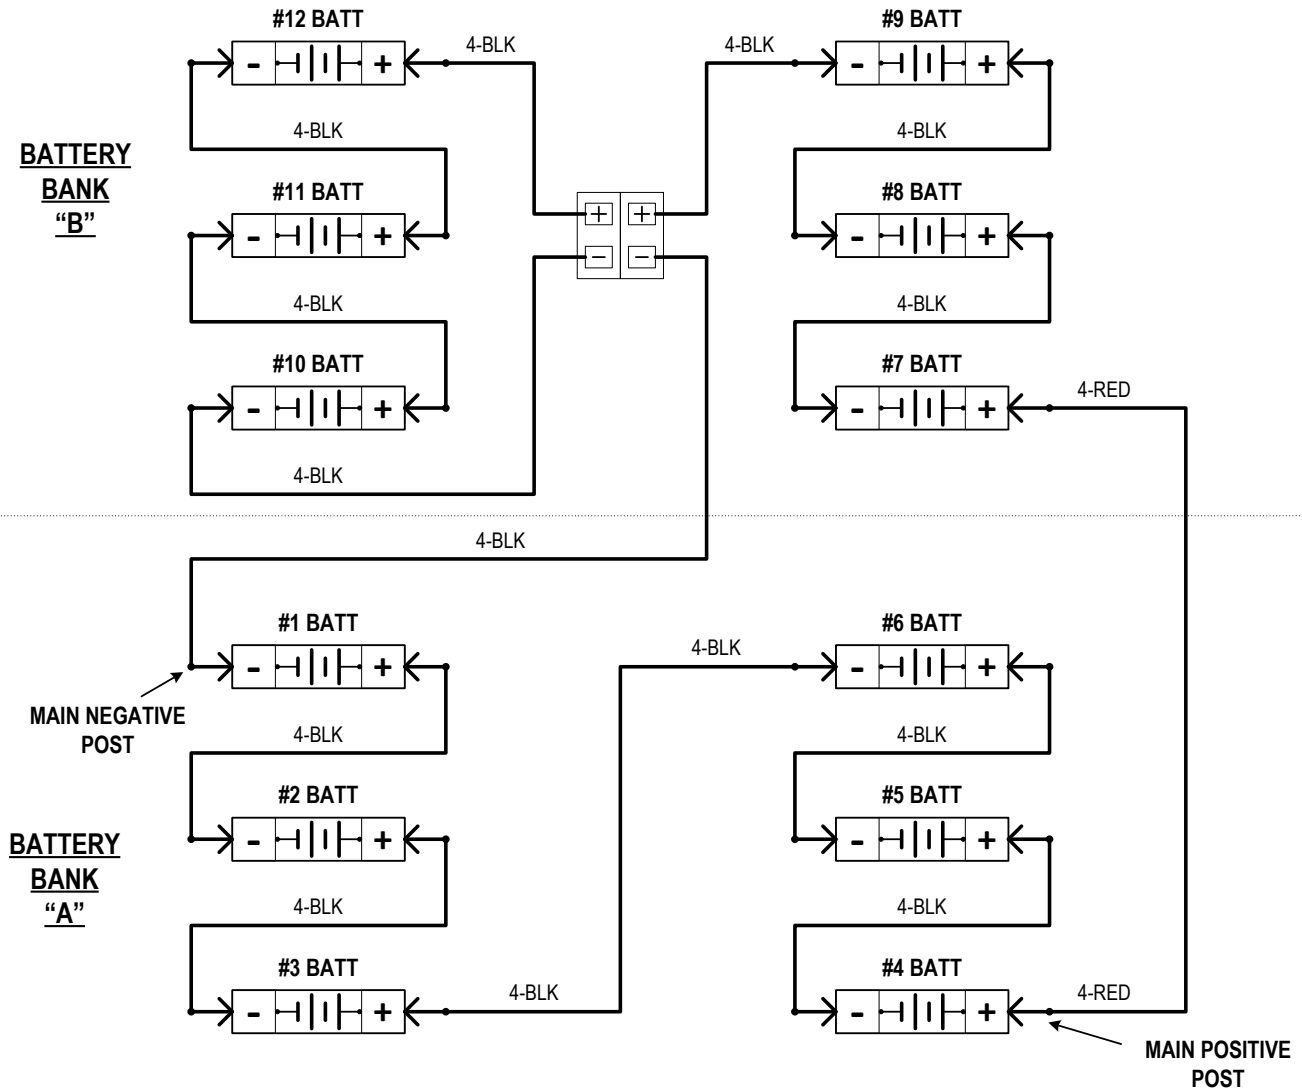 #12 BATT
#9 BATT
4-BLK
4-BLK
- +
- +
4-BLK
4-BLK
BATTERY
BANK
“B”
#11 BATT
#8 BATT
- +
+ +
- +
- -
4-BLK
4-BLK
#10 BATT
#7 BATT
4-RED
- +
- +
4-BLK
4-BLK
#1 BATT
#6 BATT
4-BLK
- +
- +
MAIN NEGATIVE
POST
4-BLK
4-BLK
#2 BATT
#5 BATT
- +
- +
BATTERY
BANK
“A”
4-BLK
4-BLK
#3 BATT
#4 BATT
4-BLK
4-RED
- +
- +
MAIN POSITIVE
POST